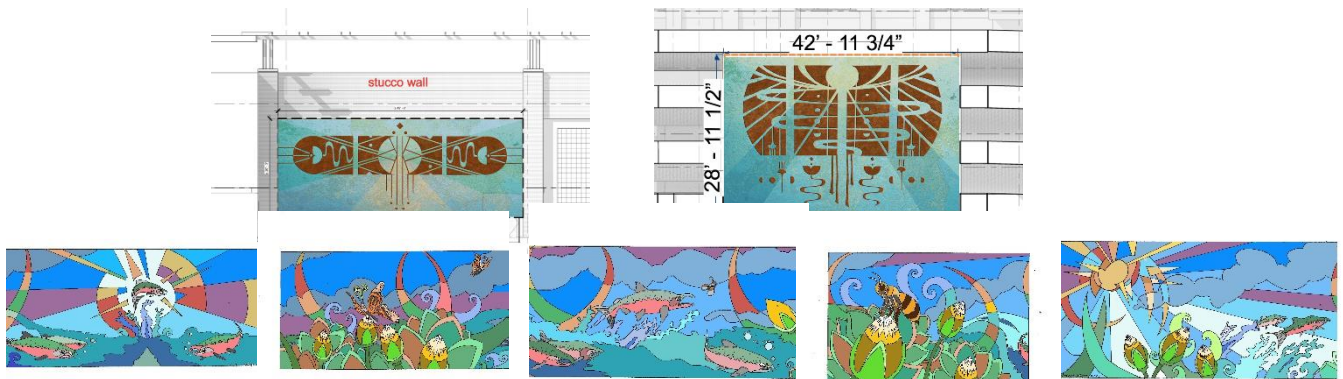 stucco wall
42' - 11 3/4"
28' - 11 1/2"